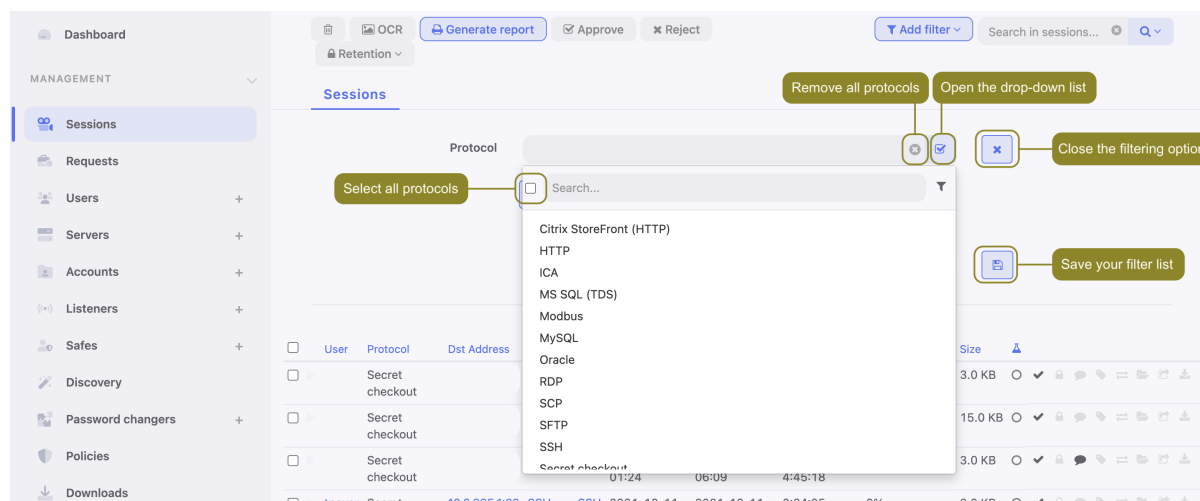 Dashboard
MANAGEMENT
Sessions
Requests
Users
Servers
Accounts
Listeners
Safes
Discovery
Password changers
Policies
Downloads
OCR
Generate report
Approve
Reject
Add filter
Search in sessions...
Retention
Sessions
Remove all protocols
Open the drop-down list
Protocol
Close the filtering option
Select all protocols
Search...
Citrix StoreFront (HTTP)
HTTP
ICA
MS SQL (TDS)
Modbus
MySQL
Oracle
RDP
SCP
SFTP
SSH
Secret checkout
Save your filter list
User Protocol Dst Address Size
Secret checkout 3.0 KB
Secret checkout 15.0 KB
Secret checkout 01:24 06:09 4:45:18 3.0 KB